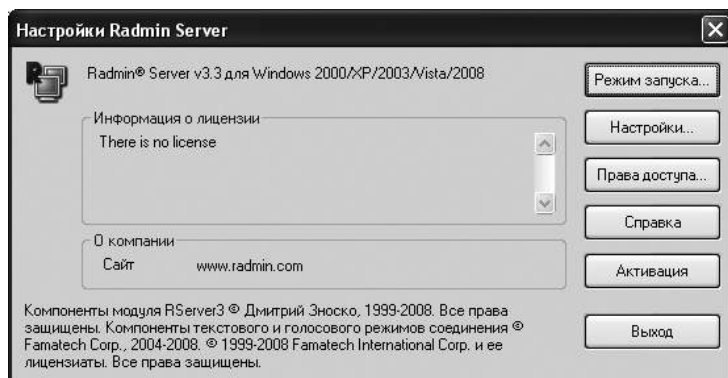 Настройки Radmin Server
Radmin® Server v3.3 для Windows 2000/XP/2003/Vista/2008
Режим запуска...
Информация о лицензии
There is no license
Настройки...
Права доступа...
Справка
О компании
Сайт www.radmin.com
Активация
Компоненты модуля RServer3 © Дмитрий Зноско, 1999-2008. Все права
защищены. Компоненты текстового и голосового режимов соединения ©
Famatech Corp., 2004-2008. © 1999-2008 Famatech International Corp. и ее
лицензиаты. Все права защищены.
Выход